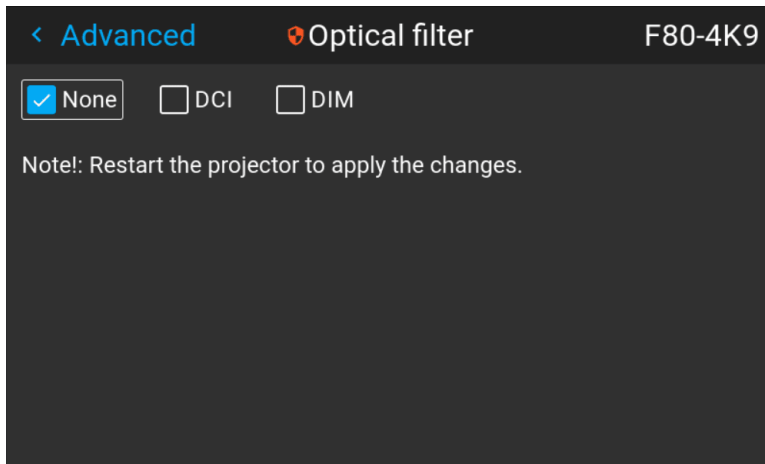 Advanced Optical filter F80-4K9
None DCI DIM
Note!: Restart the projector to apply the changes.